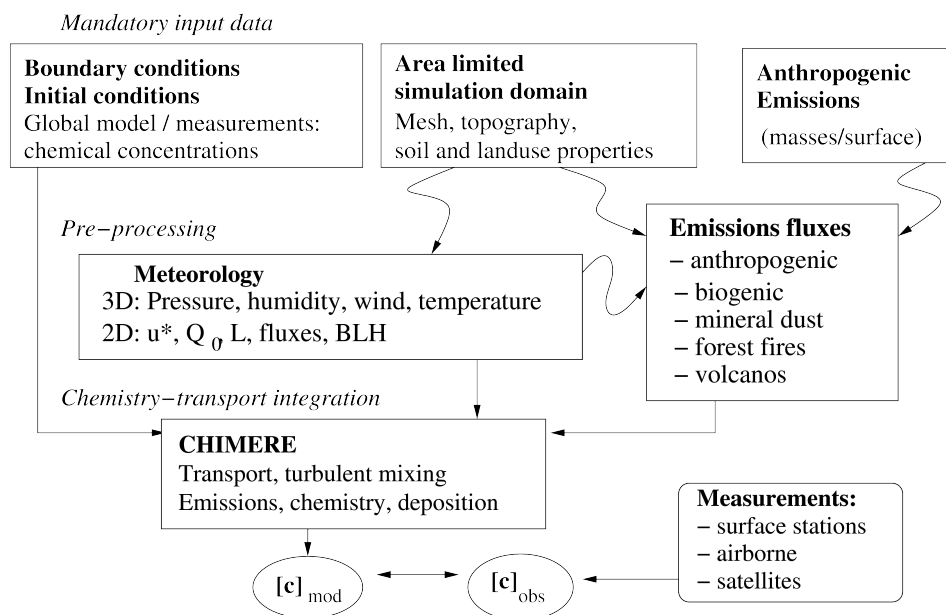 Mandatory input data
Boundary conditions
Initial conditions
Global model / measurements:
chemical concentrations
Area limited
simulation domain
Mesh, topography,
soil and landuse properties
Anthropogenic
Emissions
(masses/surface)
Pre−processing
Meteorology
3D: Pressure, humidity, wind, temperature
2D: u*, Q0, L, fluxes, BLH
Emissions fluxes
− anthropogenic
− biogenic
− mineral dust
− forest fires
− volcanos
Chemistry−transport integration
CHIMERE
Transport, turbulent mixing
Emissions, chemistry, deposition
Measurements:
− surface stations
− airborne
− satellites
[c]mod
[c]obs